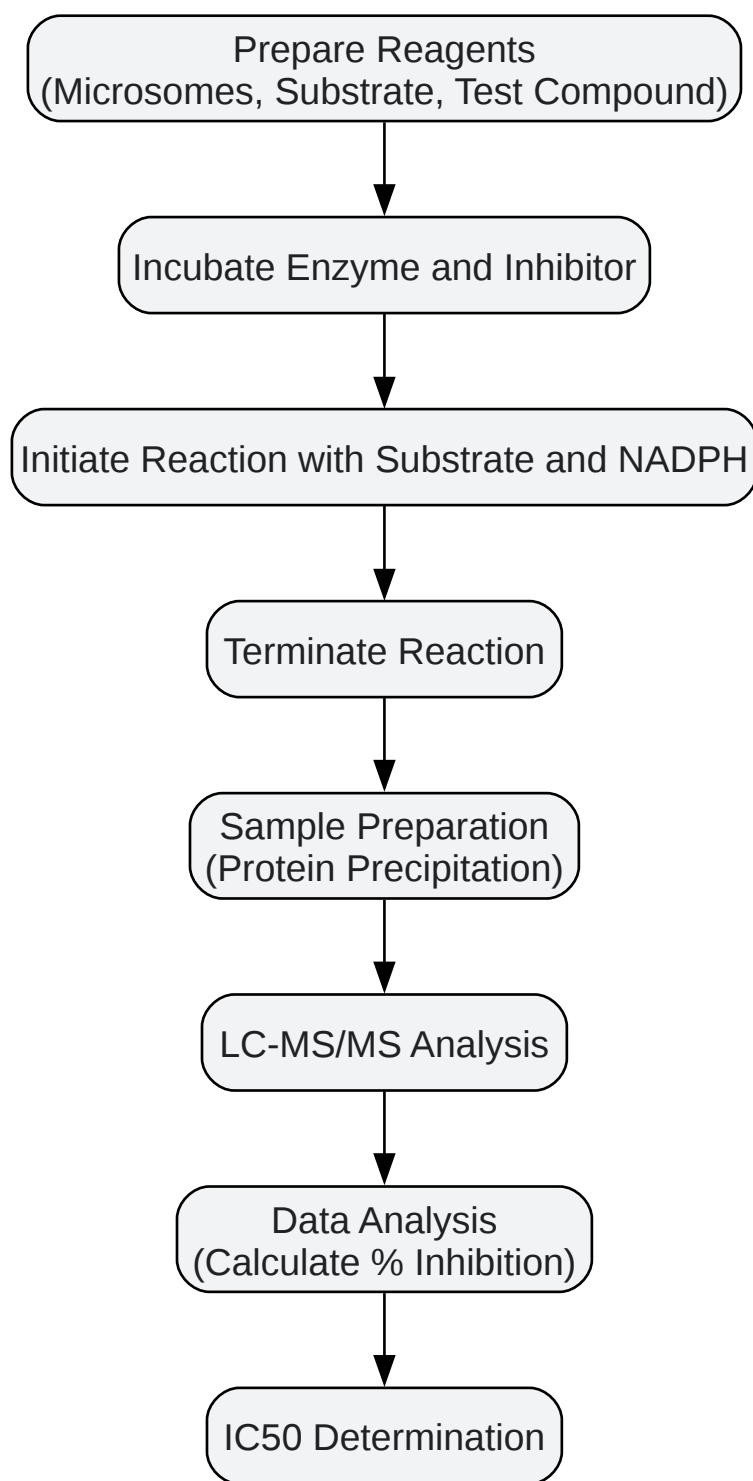 Prepare Reagents
(Microsomes, Substrate, Test Compound)
Incubate Enzyme and Inhibitor
Initiate Reaction with Substrate and NADPH
Terminate Reaction
Sample Preparation
(Protein Precipitation)
LC-MS/MS Analysis
Data Analysis
(Calculate % Inhibition)
IC50 Determination